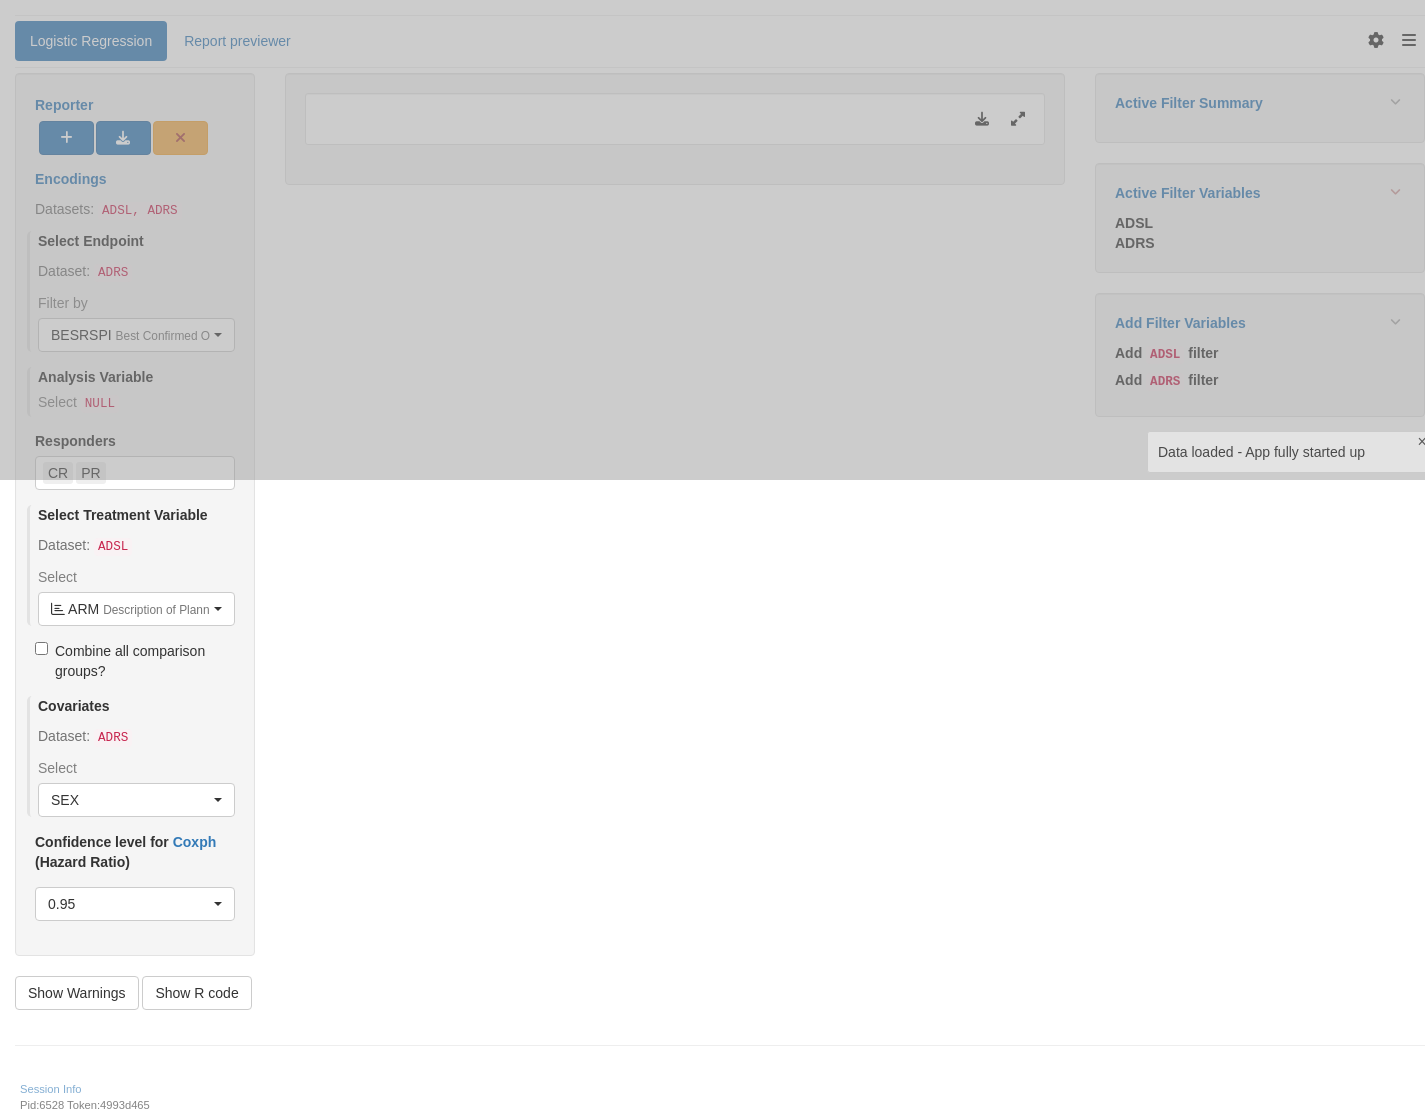 Logistic Regression
Report previewer
Reporter
Encodings
Datasets: ADSL, ADRS
Select Endpoint
Dataset: ADRS
Filter by
BESRSPI Best Confirmed O
Analysis Variable
Select NULL
Responders
CR PR
Select Treatment Variable
Dataset: ADSL
Select
ARM Description of Plann
Combine all comparison
groups?
Covariates
Dataset: ADRS
Select
SEX
Confidence level for Coxph
(Hazard Ratio)
0.95
Show Warnings
Show R code
Active Filter Summary
Active Filter Variables
ADSL
ADRS
Add Filter Variables
Add ADSL filter
Add ADRS filter
Data loaded - App fully started up
×
Session Info
Pid:6528 Token:4993d465